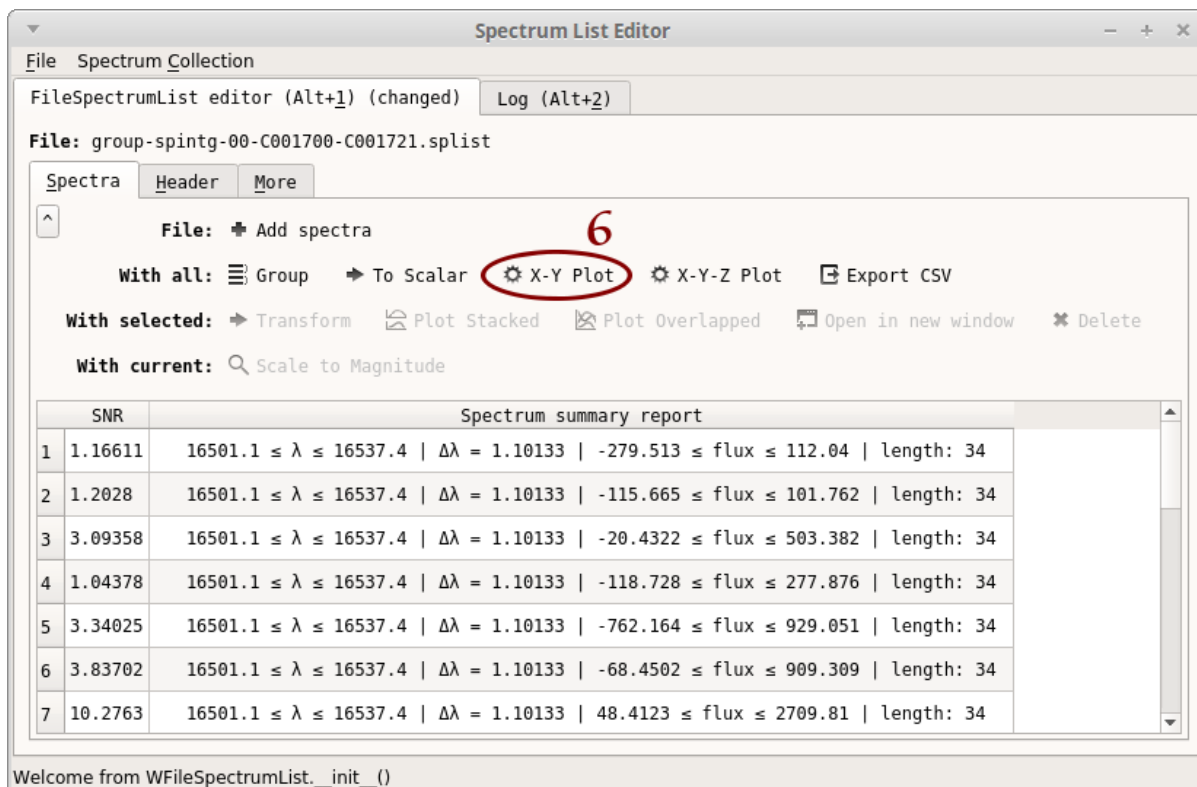 Spectrum List Editor
File Spectrum Collection
FileSpectrumList editor (Alt+1) (changed) Log (Alt+2)
File: group-spintg-00-C001700-C001721.splist
Spectra Header More
6
^ File: Add spectra
With all: Group To Scalar X-Y Plot X-Y-Z Plot Export CSV
With selected: Transform Plot Stacked Plot Overlapped Open in new window Delete
With current: Scale to Magnitude
SNR Spectrum summary report
1 1.16611 16501.1 ≤ λ ≤ 16537.4 | Δλ = 1.10133 | -279.513 ≤ flux ≤ 112.04 | length: 34
2 1.2028 16501.1 ≤ λ ≤ 16537.4 | Δλ = 1.10133 | -115.665 ≤ flux ≤ 101.762 | length: 34
3 3.09358 16501.1 ≤ λ ≤ 16537.4 | Δλ = 1.10133 | -20.4322 ≤ flux ≤ 503.382 | length: 34
4 1.04378 16501.1 ≤ λ ≤ 16537.4 | Δλ = 1.10133 | -118.728 ≤ flux ≤ 277.876 | length: 34
5 3.34025 16501.1 ≤ λ ≤ 16537.4 | Δλ = 1.10133 | -762.164 ≤ flux ≤ 929.051 | length: 34
6 3.83702 16501.1 ≤ λ ≤ 16537.4 | Δλ = 1.10133 | -68.4502 ≤ flux ≤ 909.309 | length: 34
7 10.2763 16501.1 ≤ λ ≤ 16537.4 | Δλ = 1.10133 | 48.4123 ≤ flux ≤ 2709.81 | length: 34
Welcome from WFileSpectrumList.__init__()